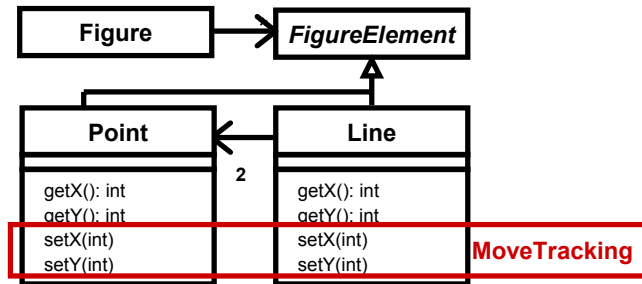 Figure
FigureElement
Point
Line
2
getX(): int
getY(): int
setX(int)
setY(int)
getX(): int
getY(): int
setX(int)
setY(int)
MoveTracking